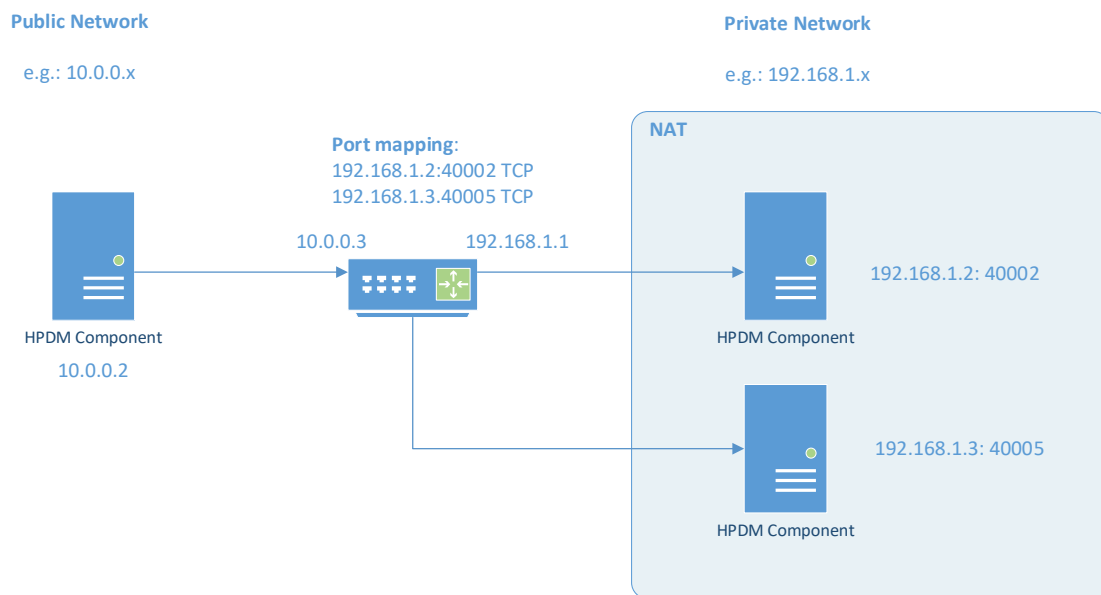 Public Network
Private Network
e.g.: 10.0.0.x
e.g.: 192.168.1.x
NAT
Port mapping:
192.168.1.2:40002 TCP
192.168.1.3.40005 TCP
10.0.0.3
192.168.1.1
192.168.1.2: 40002
HPDM Component
10.0.0.2
HPDM Component
192.168.1.3: 40005
HPDM Component